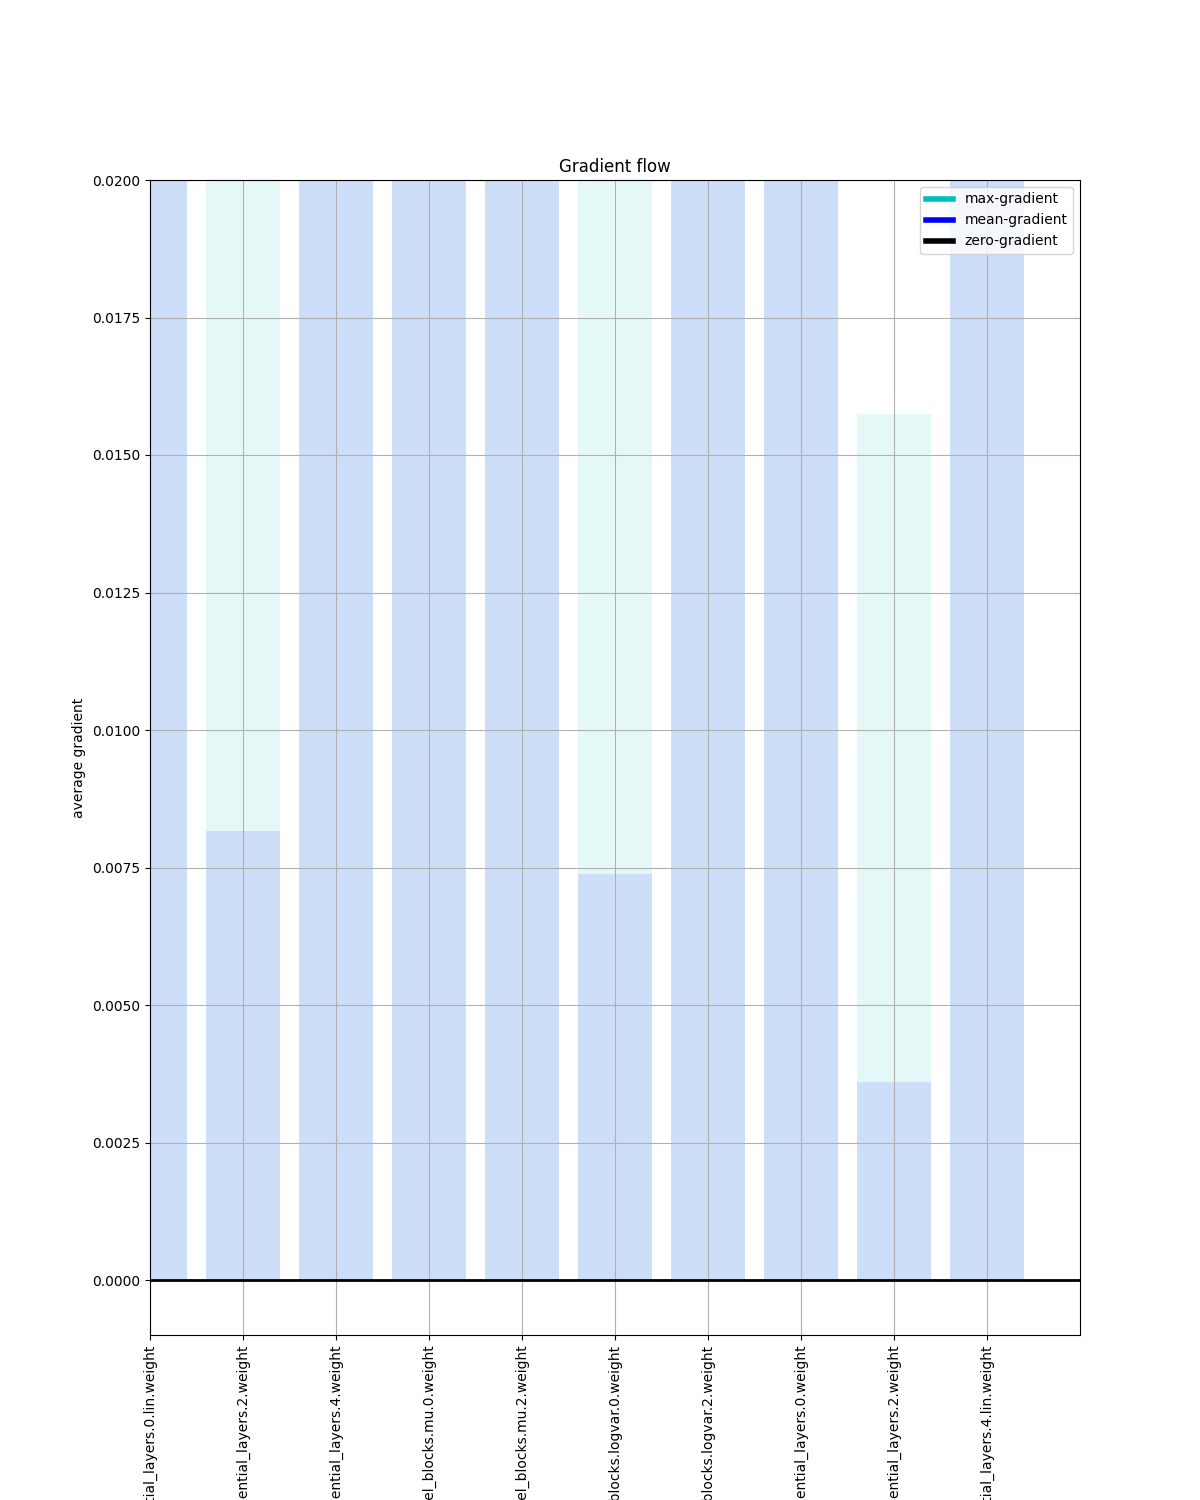 Gradient flow
max-gradient
mean-gradient
zero-gradient
0.0200
0.0175
0.0150
0.0125
0.0100
0.0075
0.0050
0.0025
0.0000
average gradient
tial_layers.0.lin.weight
ential_layers.2.weight
ential_layers.4.weight
el_blocks.mu.0.weight
el_blocks.mu.2.weight
blocks.logvar.0.weight
blocks.logvar.2.weight
ential_layers.0.weight
ential_layers.2.weight
tial_layers.4.lin.weight